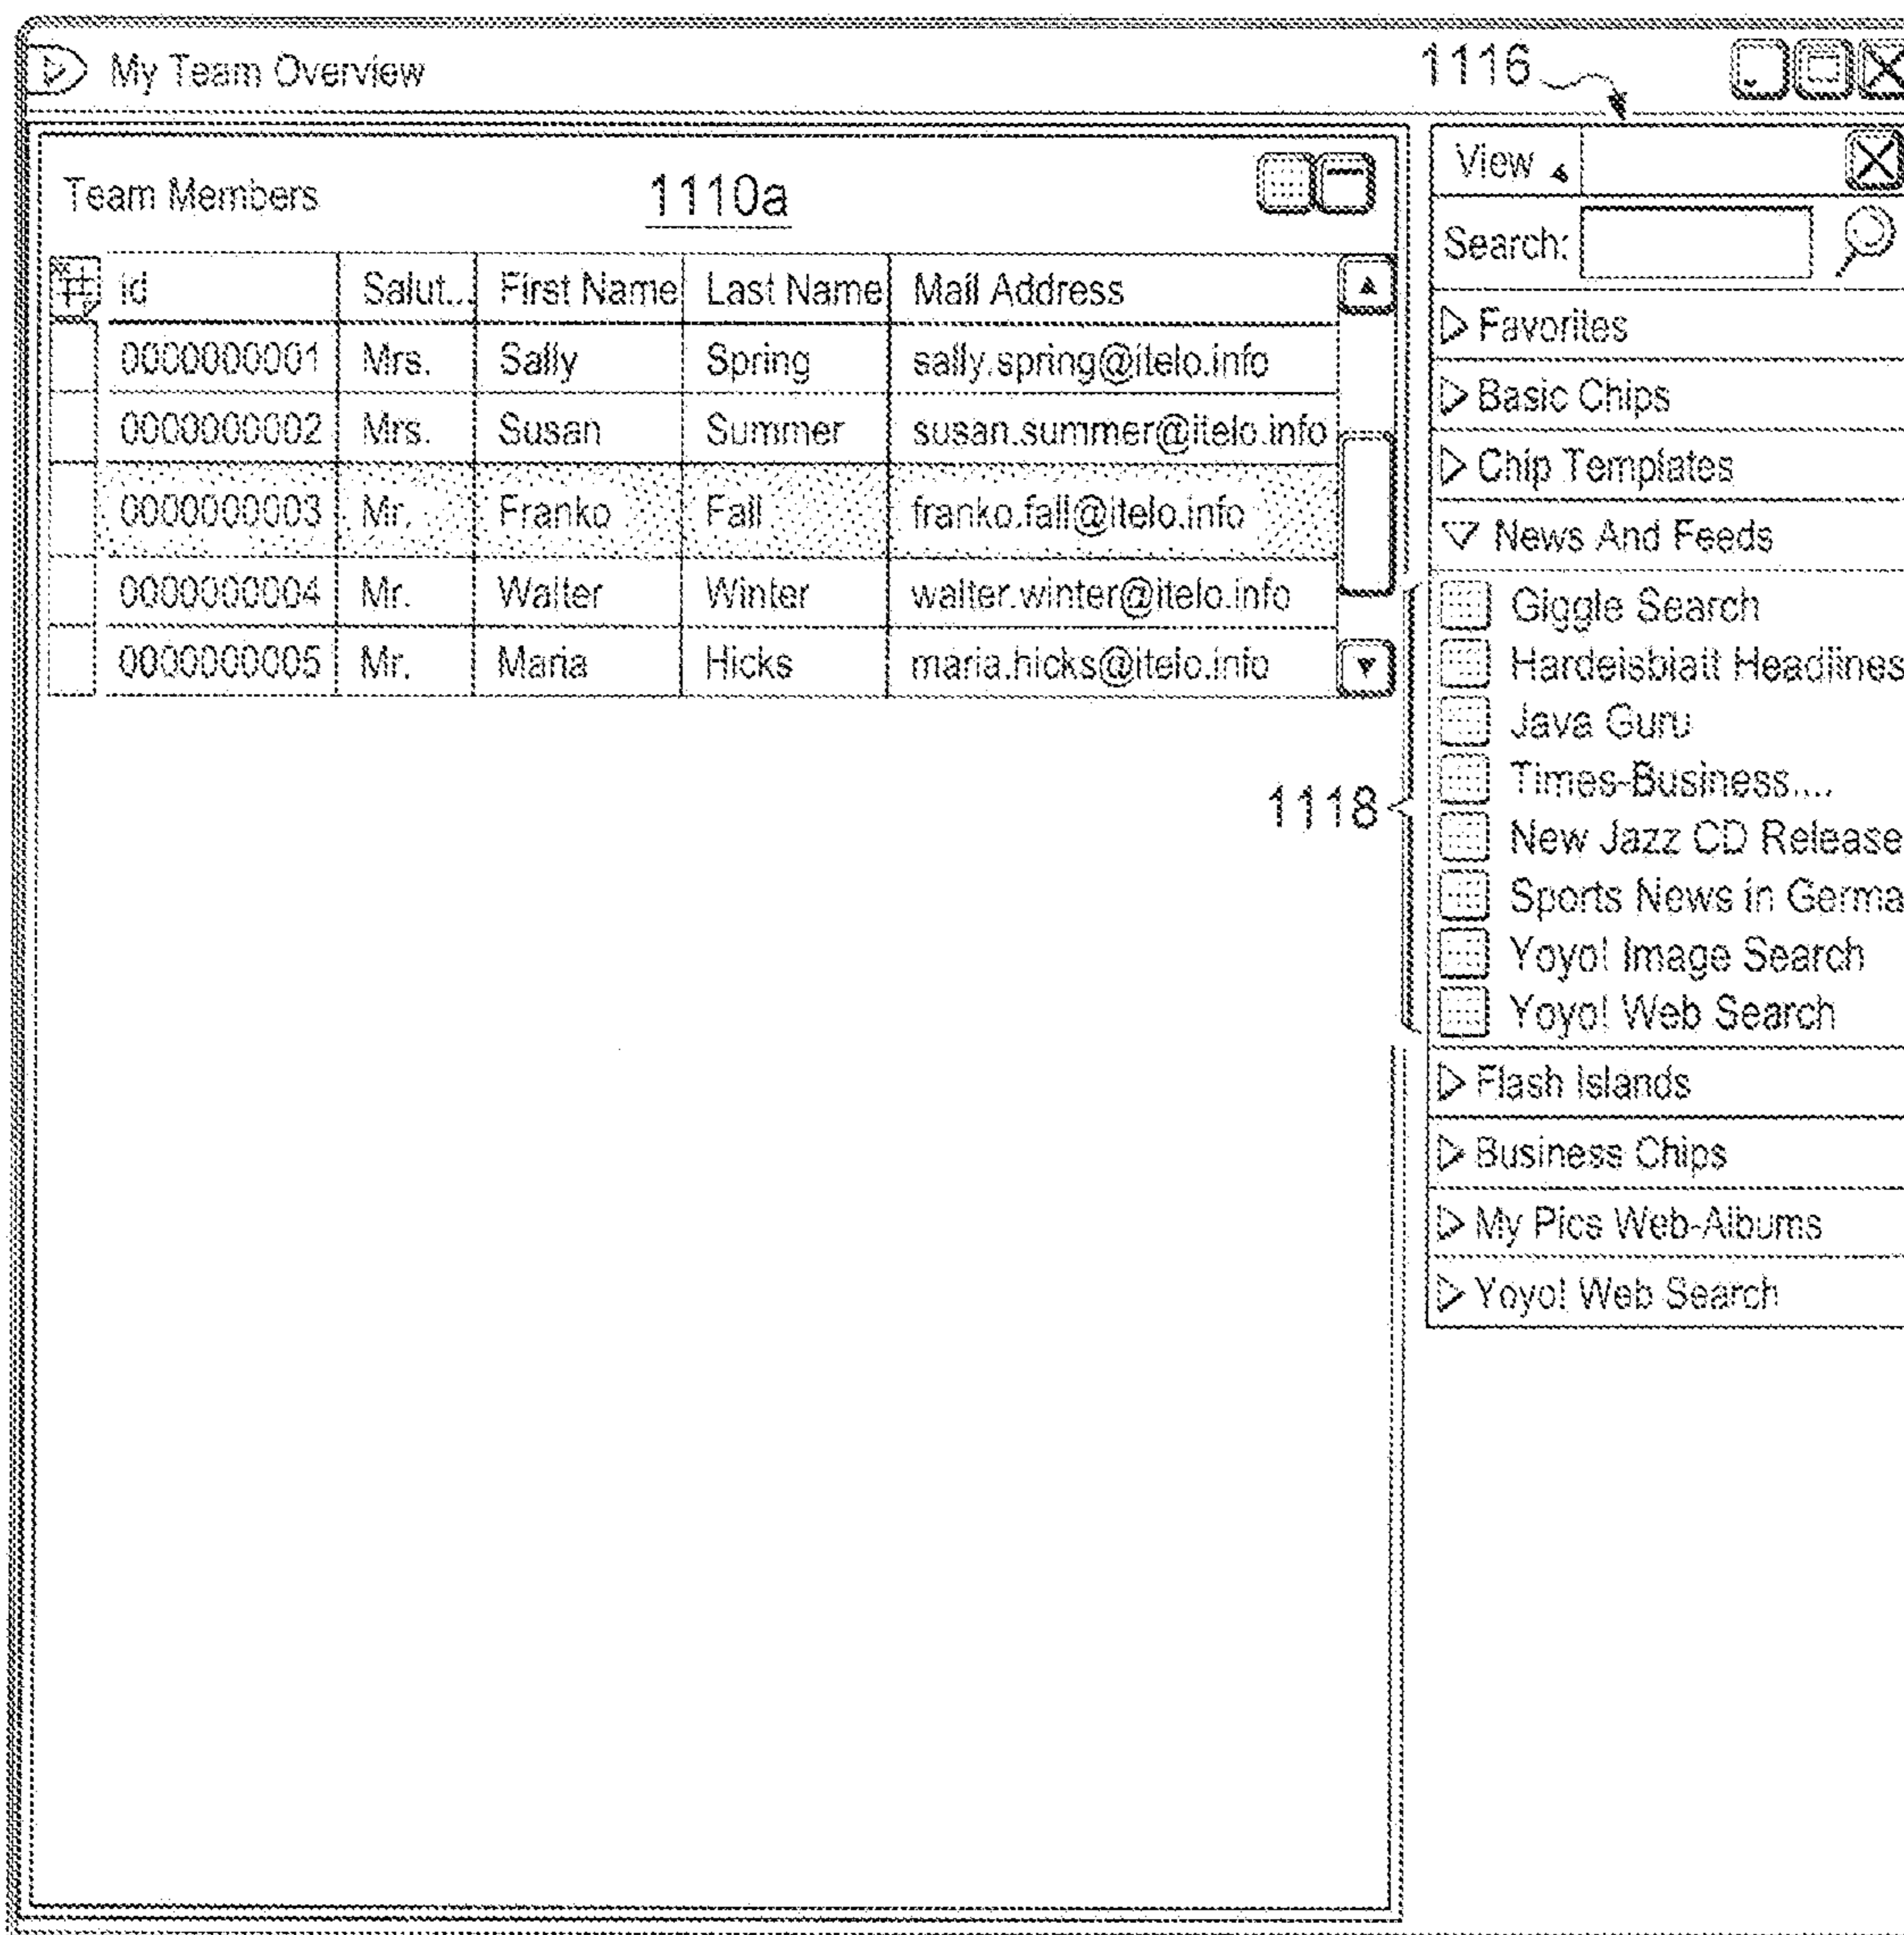 My Team Overview
1116
Team Members
1110a
id Salut... First Name Last Name Mail Address
0000000001 Mrs. Sally Spring sally.spring@itelo.info
0000000002 Mrs. Susan Summer susan.summer@itelo.info
0000000003 Mr. Franko Fall franko.fall@itelo.info
0000000004 Mr. Walter Winter walter.winter@itelo.info
0000000005 Mr. Maria Hicks maria.hicks@itelo.info
1118
View
Search:
Favorites
Basic Chips
Chip Templates
News And Feeds
Giggle Search
Hardelsblatt Headlines
Java Guru
Times-Business....
New Jazz CD Release
Sports News in Germa
Yoyo! Image Search
Yoyo! Web Search
Flash Islands
Business Chips
My Pics Web-Albums
Yoyo! Web Search